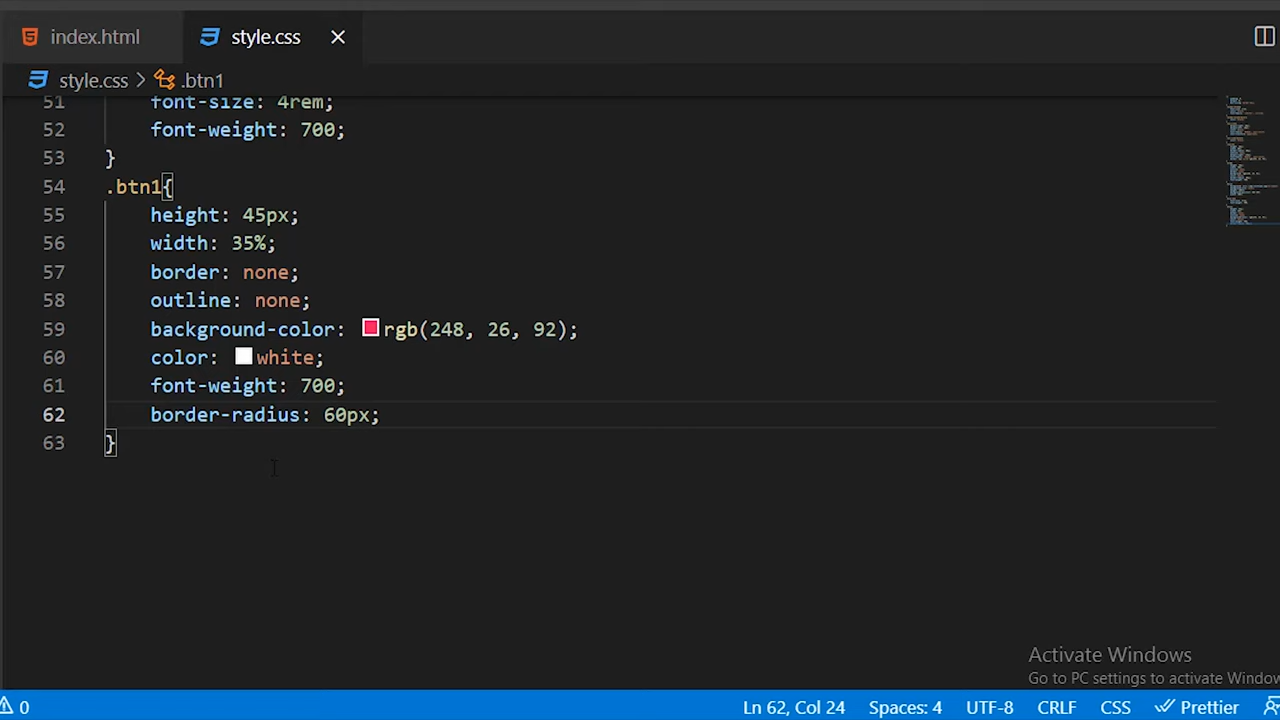 index.html style.css
style.css > .btn1
51 font-size: 4rem;
52 font-weight: 700;
53 }
54 .btn1{
55 height: 45px;
56 width: 35%;
57 border: none;
58 outline: none;
59 background-color: rgb(248, 26, 92);
60 color: white;
61 font-weight: 700;
62 border-radius: 60px;
63 }
Activate Windows
Go to PC settings to activate Window
0 Ln 62, Col 24 Spaces: 4 UTF-8 CRLF CSS Prettier